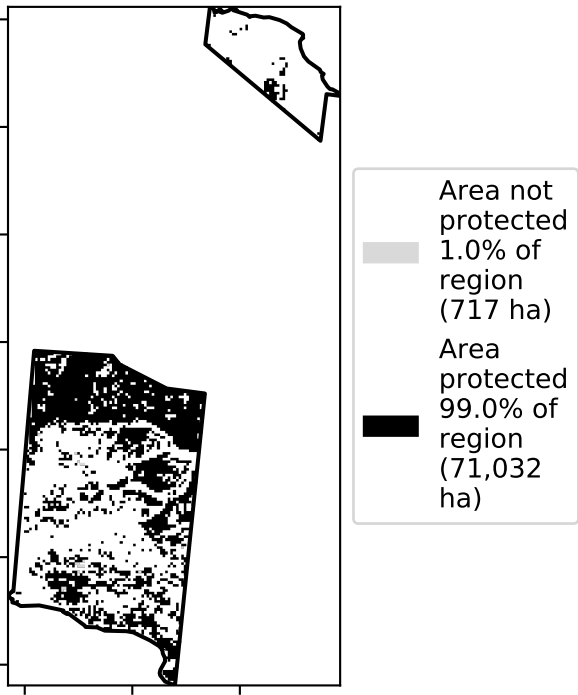 Area not
protected
1.0% of
region
(717 ha)
Area
protected
99.0% of
region
(71,032
ha)